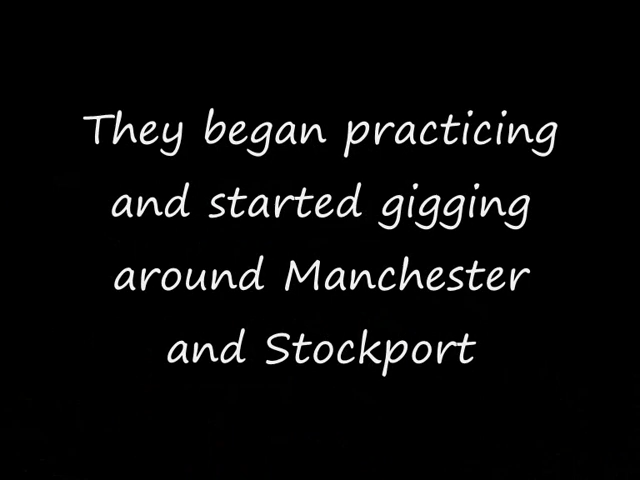 They began practicing
and started gigging
around Manchester
and Stockport